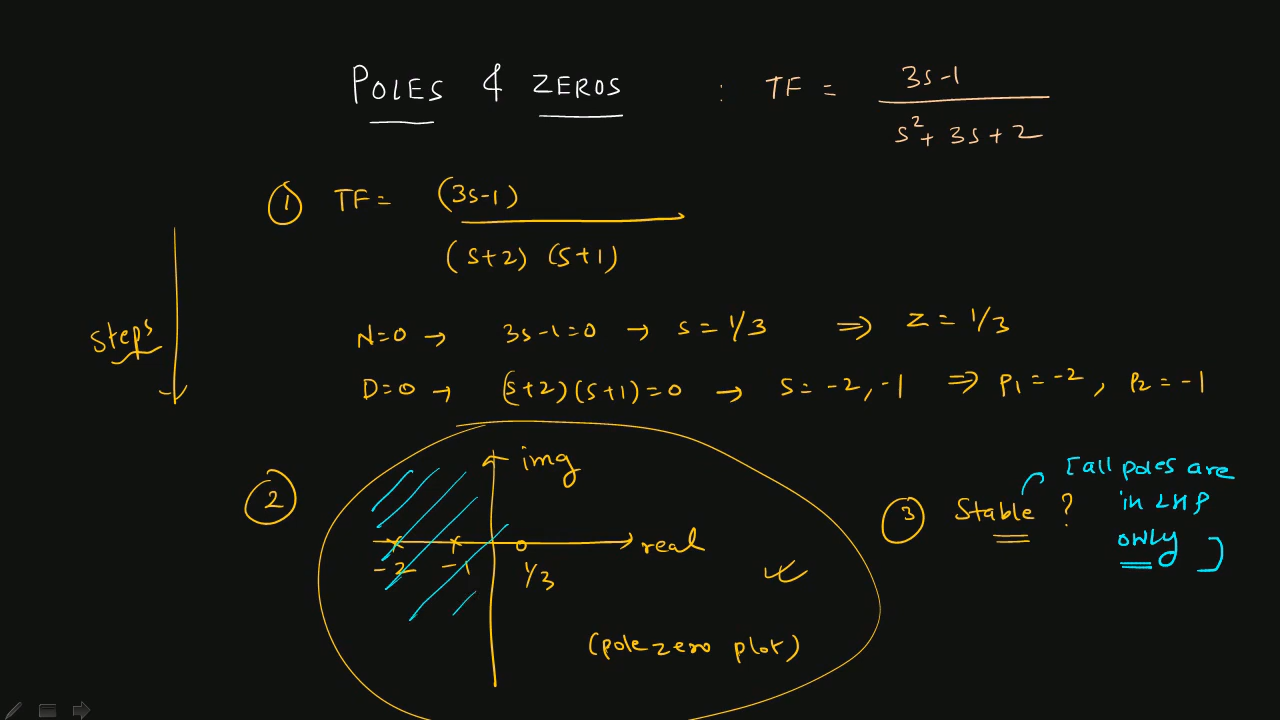 POLES & ZEROS : TF = 3s-1
s²+ 3s + 2
① TF = (3s-1)
(s+2) (s+1)
Steps
N=0 → 3s-1=0 → s = 1/3 ⇒ Z = 1/3
D=0 → (s+2)(s+1)=0 → s = -2, -1 ⇒ P1 = -2, P2 = -1
②
img
real
-2 -1 1/3
(pole zero plot)
③ Stable ?
[all poles are
in LHP
only]